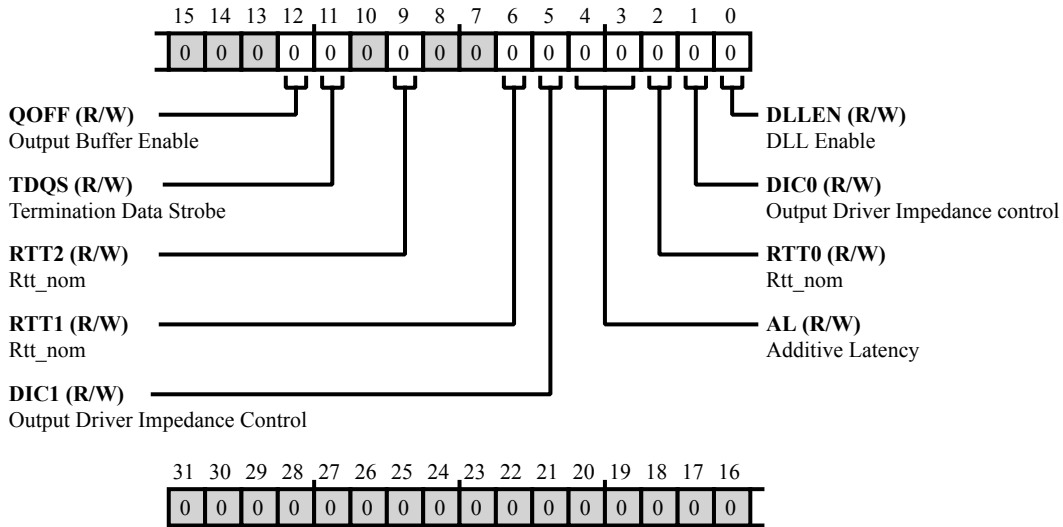 15 14 13 12 11 10 9 8 7 6 5 4 3 2 1 0
0 0 0 0 0 0 0 0 0 0 0 0 0 0 0 0
QOFF (R/W)
Output Buffer Enable
TDQS (R/W)
Termination Data Strobe
RTT2 (R/W)
Rtt_nom
RTT1 (R/W)
Rtt_nom
DIC1 (R/W)
Output Driver Impedance Control
DLLEN (R/W)
DLL Enable
DIC0 (R/W)
Output Driver Impedance control
RTT0 (R/W)
Rtt_nom
AL (R/W)
Additive Latency
31 30 29 28 27 26 25 24 23 22 21 20 19 18 17 16
0 0 0 0 0 0 0 0 0 0 0 0 0 0 0 0